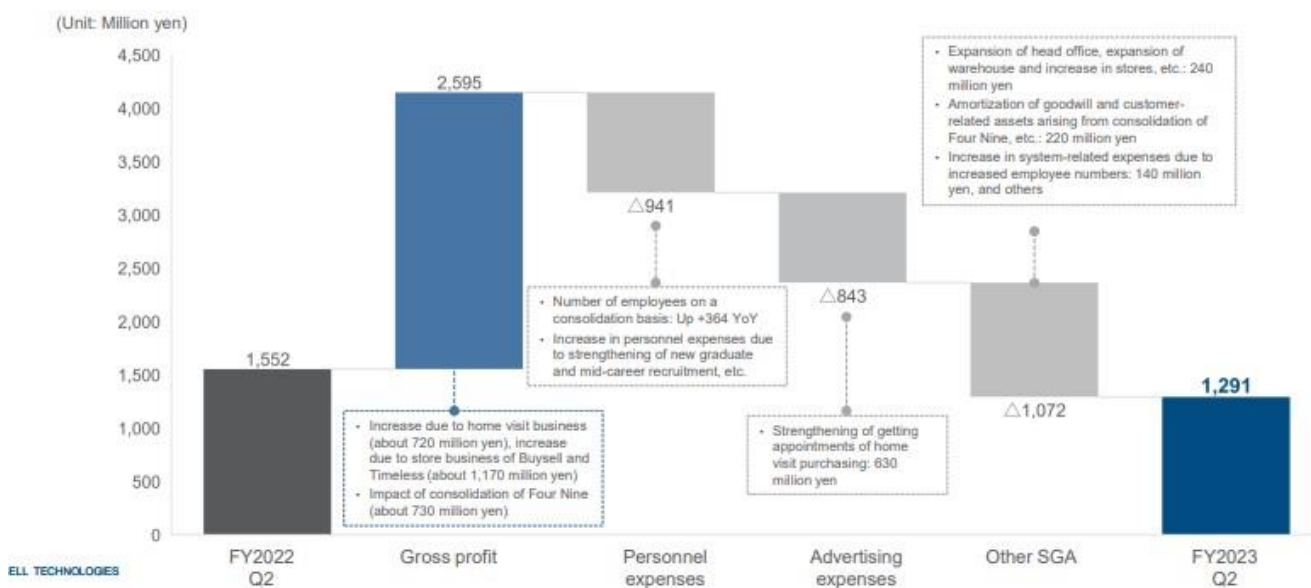 (Unit: Million yen)
4,500
4,000
3,500
3,000
2,500
2,000
1,500
1,000
500
0
1,552
2,595
△941
△843
△1,072
1,291
• Increase due to home visit business
(about 720 million yen), increase
due to store business of Buysell and
Timeless (about 1,170 million yen)
• Impact of consolidation of Four Nine
(about 730 million yen)
• Number of employees on a
consolidation basis: Up +364 YoY
• Increase in personnel expenses due
to strengthening of new graduate
and mid-career recruitment, etc.
• Strengthening of getting
appointments of home
visit purchasing: 630
million yen
• Expansion of head office, expansion of
warehouse and increase in stores, etc.: 240
million yen
• Amortization of goodwill and customer-
related assets arising from consolidation of
Four Nine, etc.: 220 million yen
• Increase in system-related expenses due to
increased employee numbers: 140 million
yen, and others
FY2022
Q2
Gross profit
Personnel
expenses
Advertising
expenses
Other SGA
FY2023
Q2
ELL TECHNOLOGIES